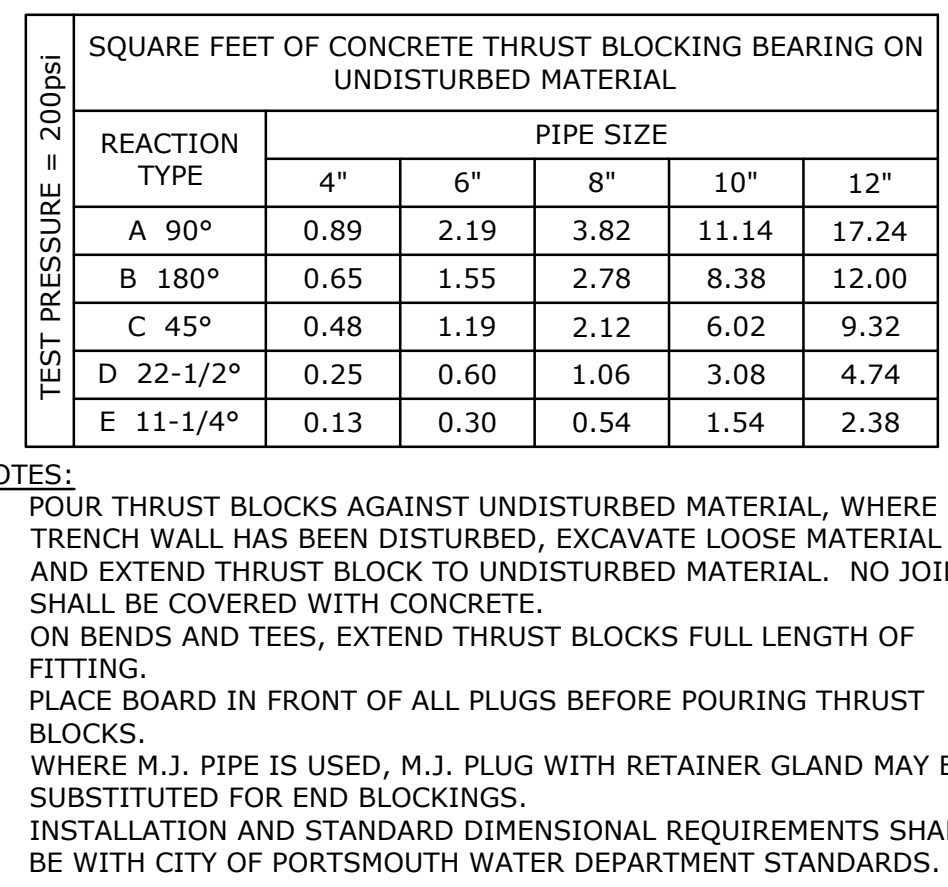 TEST PRESSURE = 200psi
SQUARE FEET OF CONCRETE THRUST BLOCKING BEARING ON
UNDISTURBED MATERIAL
REACTION
TYPE
PIPE SIZE
4" 6" 8" 10" 12"
A 90° 0.89 2.19 3.82 11.14 17.24
B 180° 0.65 1.55 2.78 8.38 12.00
C 45° 0.48 1.19 2.12 6.02 9.32
D 22-1/2° 0.25 0.60 1.06 3.08 4.74
E 11-1/4° 0.13 0.30 0.54 1.54 2.38
OTES:
POUR THRUST BLOCKS AGAINST UNDISTURBED MATERIAL, WHERE
TRENCH WALL HAS BEEN DISTURBED, EXCAVATE LOOSE MATERIAL
AND EXTEND THRUST BLOCK TO UNDISTURBED MATERIAL. NO JOI
SHALL BE COVERED WITH CONCRETE.
ON BENDS AND TEES, EXTEND THRUST BLOCKS FULL LENGTH OF
FITTING.
PLACE BOARD IN FRONT OF ALL PLUGS BEFORE POURING THRUST
BLOCKS.
WHERE M.J. PIPE IS USED, M.J. PLUG WITH RETAINER GLAND MAY B
SUBSTITUTED FOR END BLOCKINGS.
INSTALLATION AND STANDARD DIMENSIONAL REQUIREMENTS SHA
BE WITH CITY OF PORTSMOUTH WATER DEPARTMENT STANDARDS.